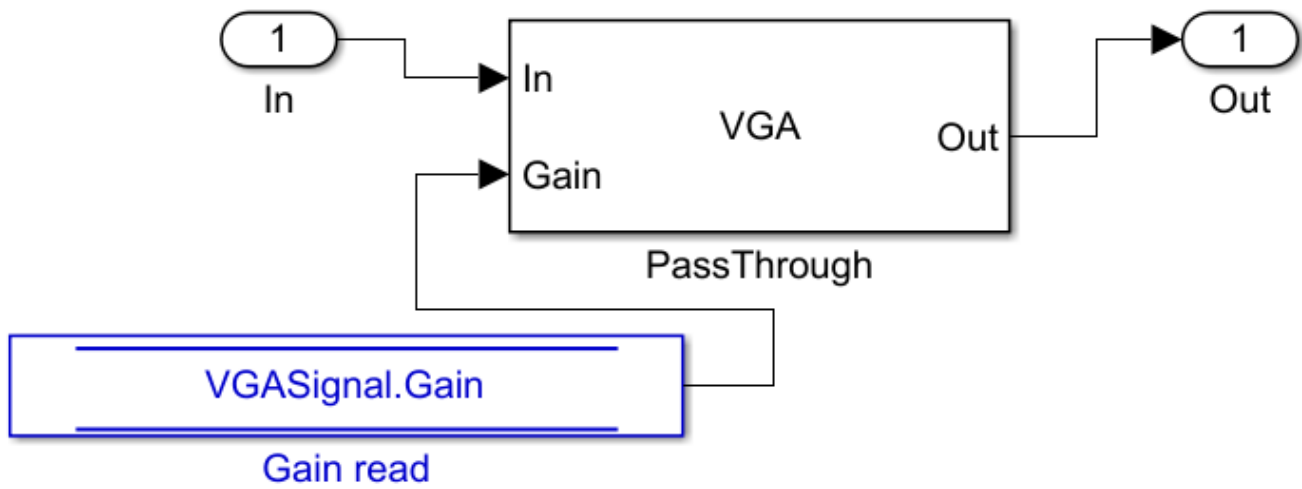 1
In
In
Gain
VGA
Out
PassThrough
1
Out
VGASignal.Gain
Gain read